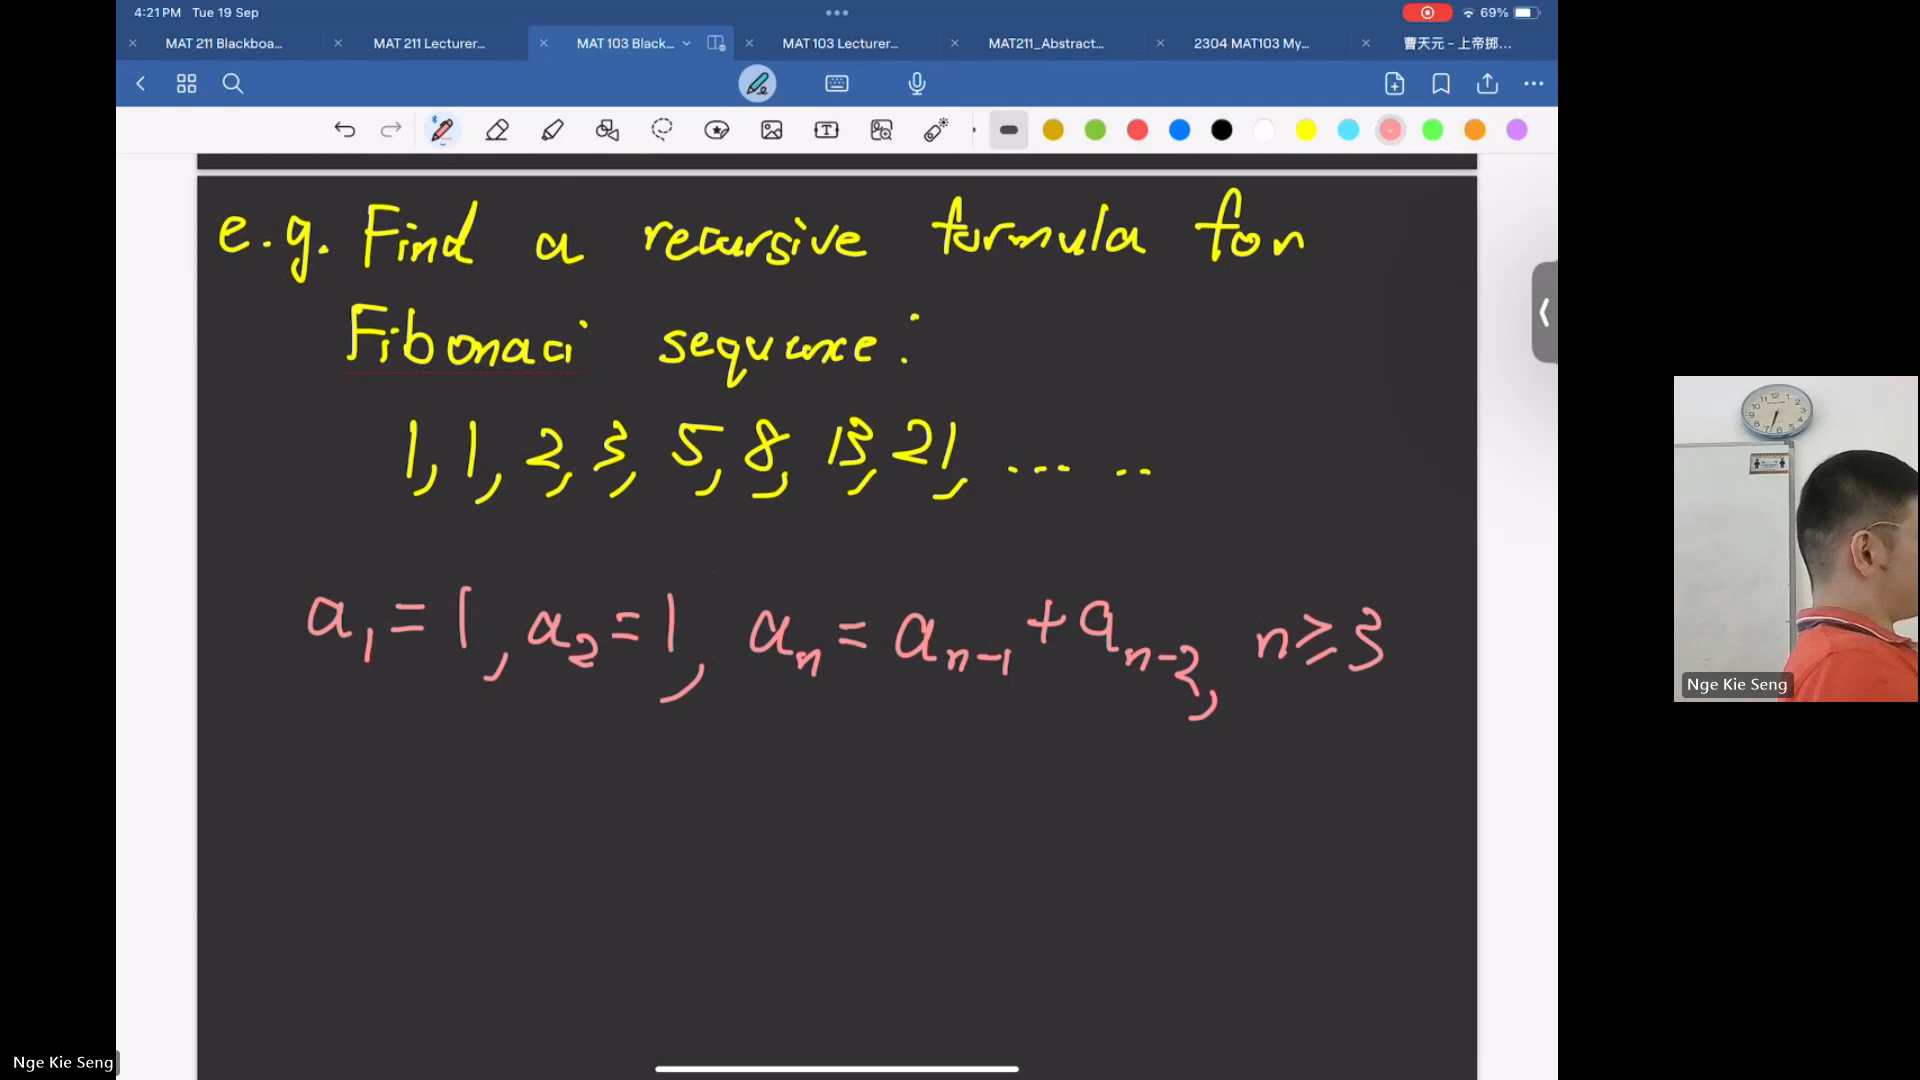 4:21 PM Tue 19 Sep
69%
MAT 211 Blackboa... MAT 211 Lecturer... MAT 103 Black... MAT 103 Lecturer... MAT211_Abstract... 2304 MAT103 My... 曹天元 - 上帝掷...
e.g. Find a recursive formula for
Fibonaci sequence:
1, 1, 2, 3, 5, 8, 13, 21, ... ..
a₁ = 1, a₂ = 1, aₙ = aₙ₋₁ + aₙ₋₂, n ≥ 3
Nge Kie Seng
Nge Kie Seng